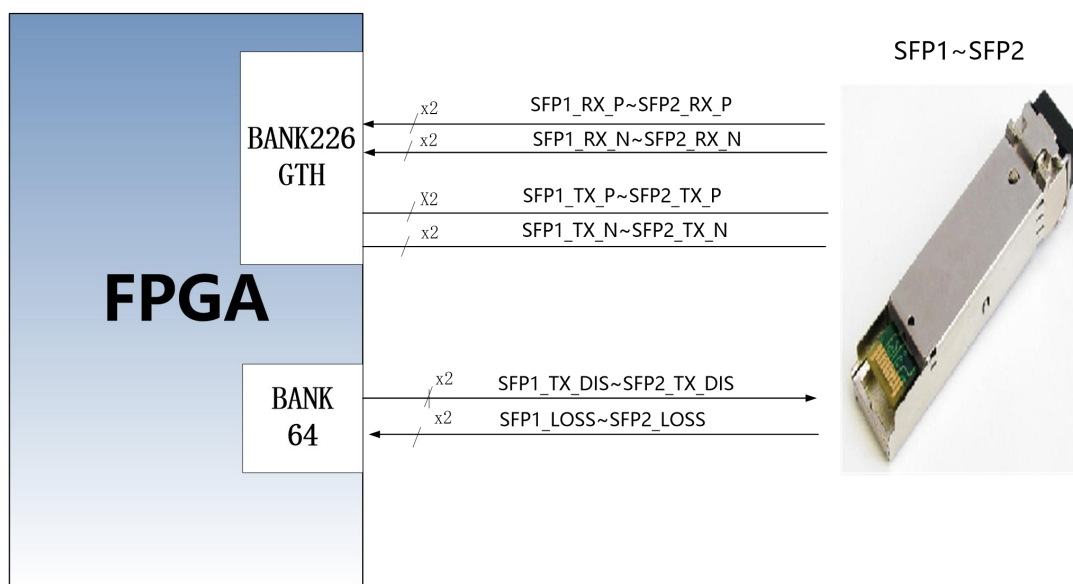 SFP1~SFP2
x2 SFP1_RX_P~SFP2_RX_P
x2 SFP1_RX_N~SFP2_RX_N
BANK226
GTH
X2 SFP1_TX_P~SFP2_TX_P
x2 SFP1_TX_N~SFP2_TX_N
FPGA
x2 SFP1_TX_DIS~SFP2_TX_DIS
BANK
64
x2 SFP1_LOSS~SFP2_LOSS